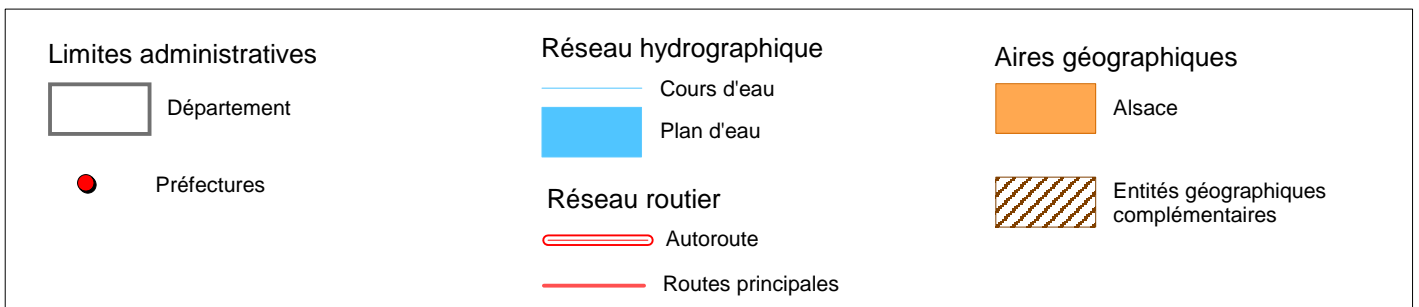 Limites administratives
Département
Préfectures
Réseau hydrographique
Cours d'eau
Plan d'eau
Réseau routier
Autoroute
Routes principales
Aires géographiques
Alsace
Entités géographiques
complémentaires